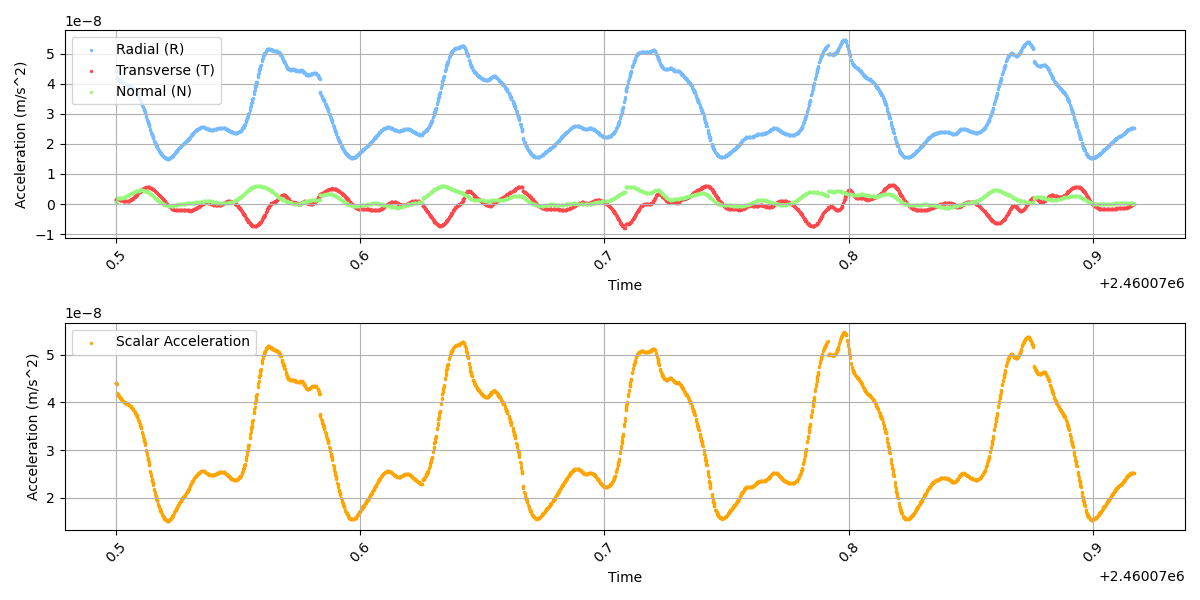 1e−8
Acceleration (m/s^2)
5
4
3
2
1
0
−1
Radial (R)
Transverse (T)
Normal (N)
0.5
0.6
0.7
0.8
0.9
Time
+2.46007e6
1e−8
Acceleration (m/s^2)
5
4
3
2
Scalar Acceleration
0.5
0.6
0.7
0.8
0.9
Time
+2.46007e6